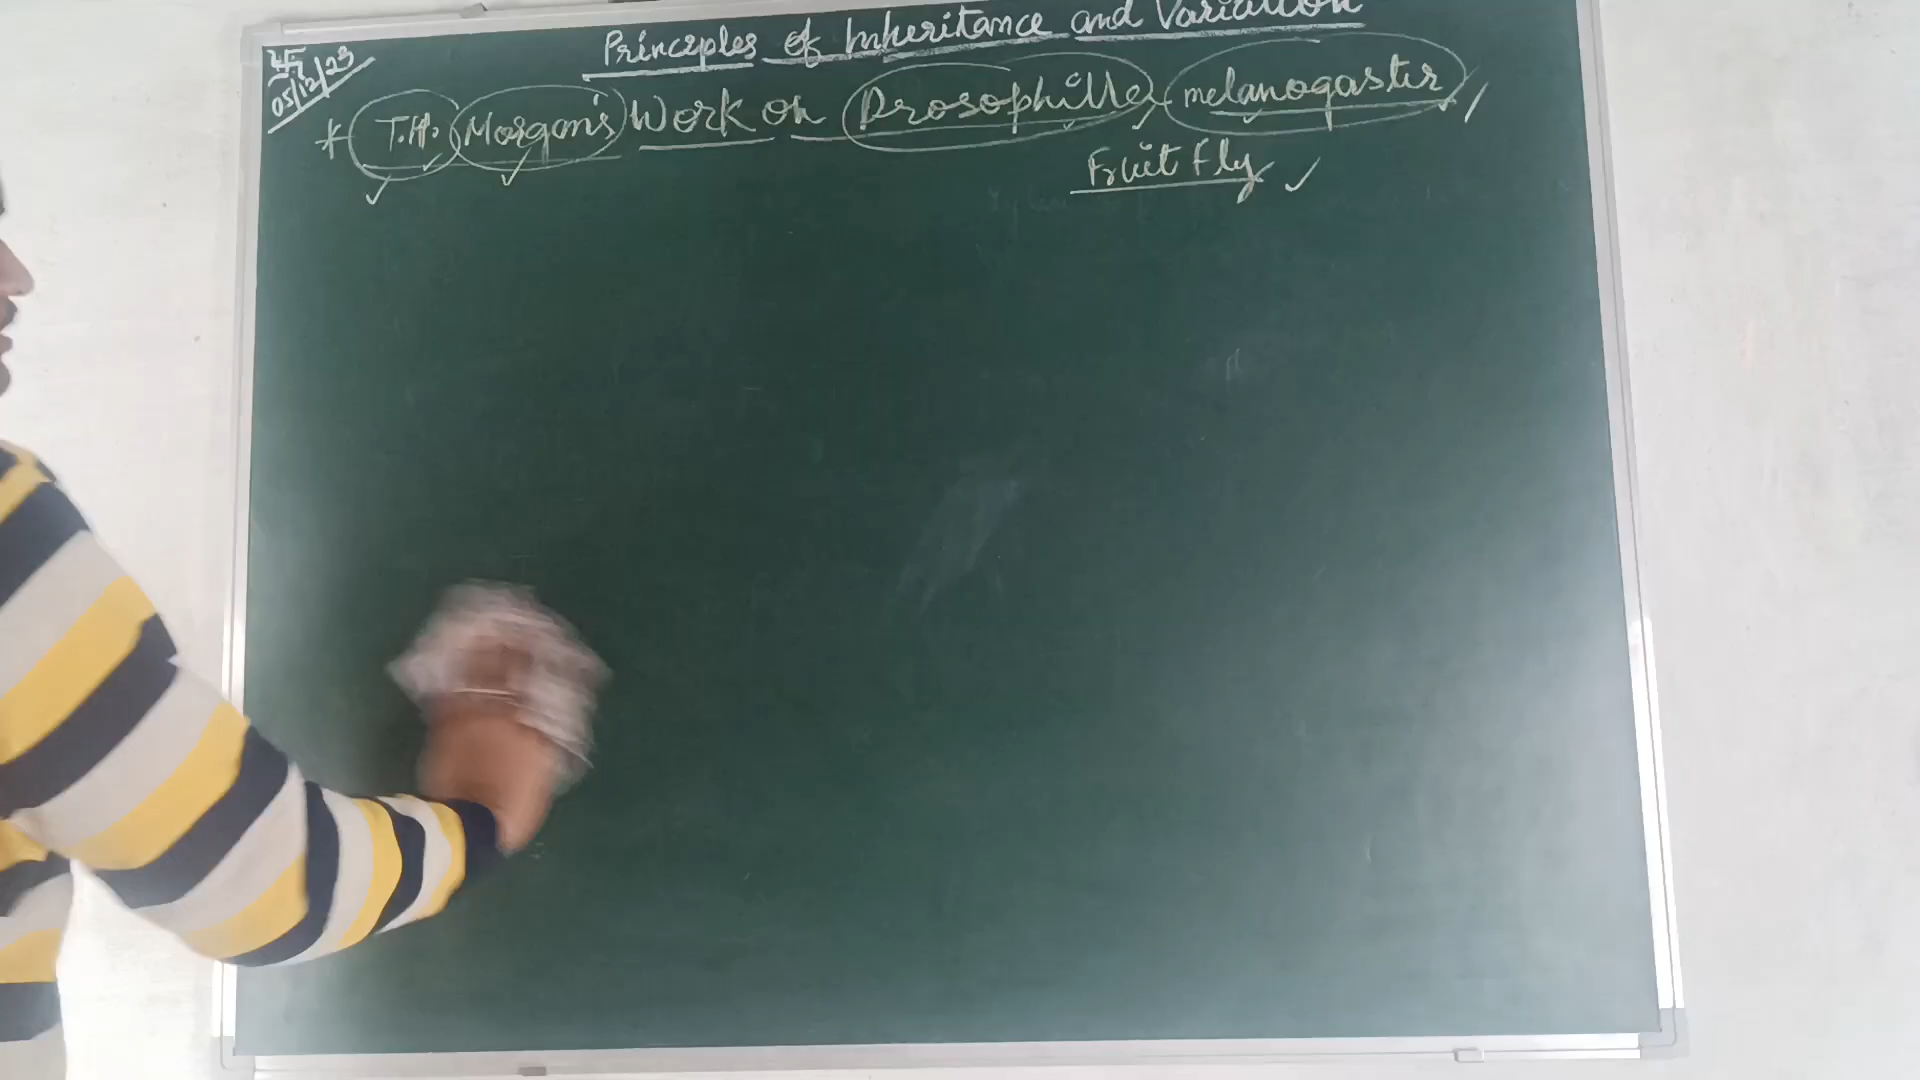 Principles of Inheritance and Variation
05/12/23
* T.H. Morgan's Work on Drosophilla melanogaster
Fruit Fly